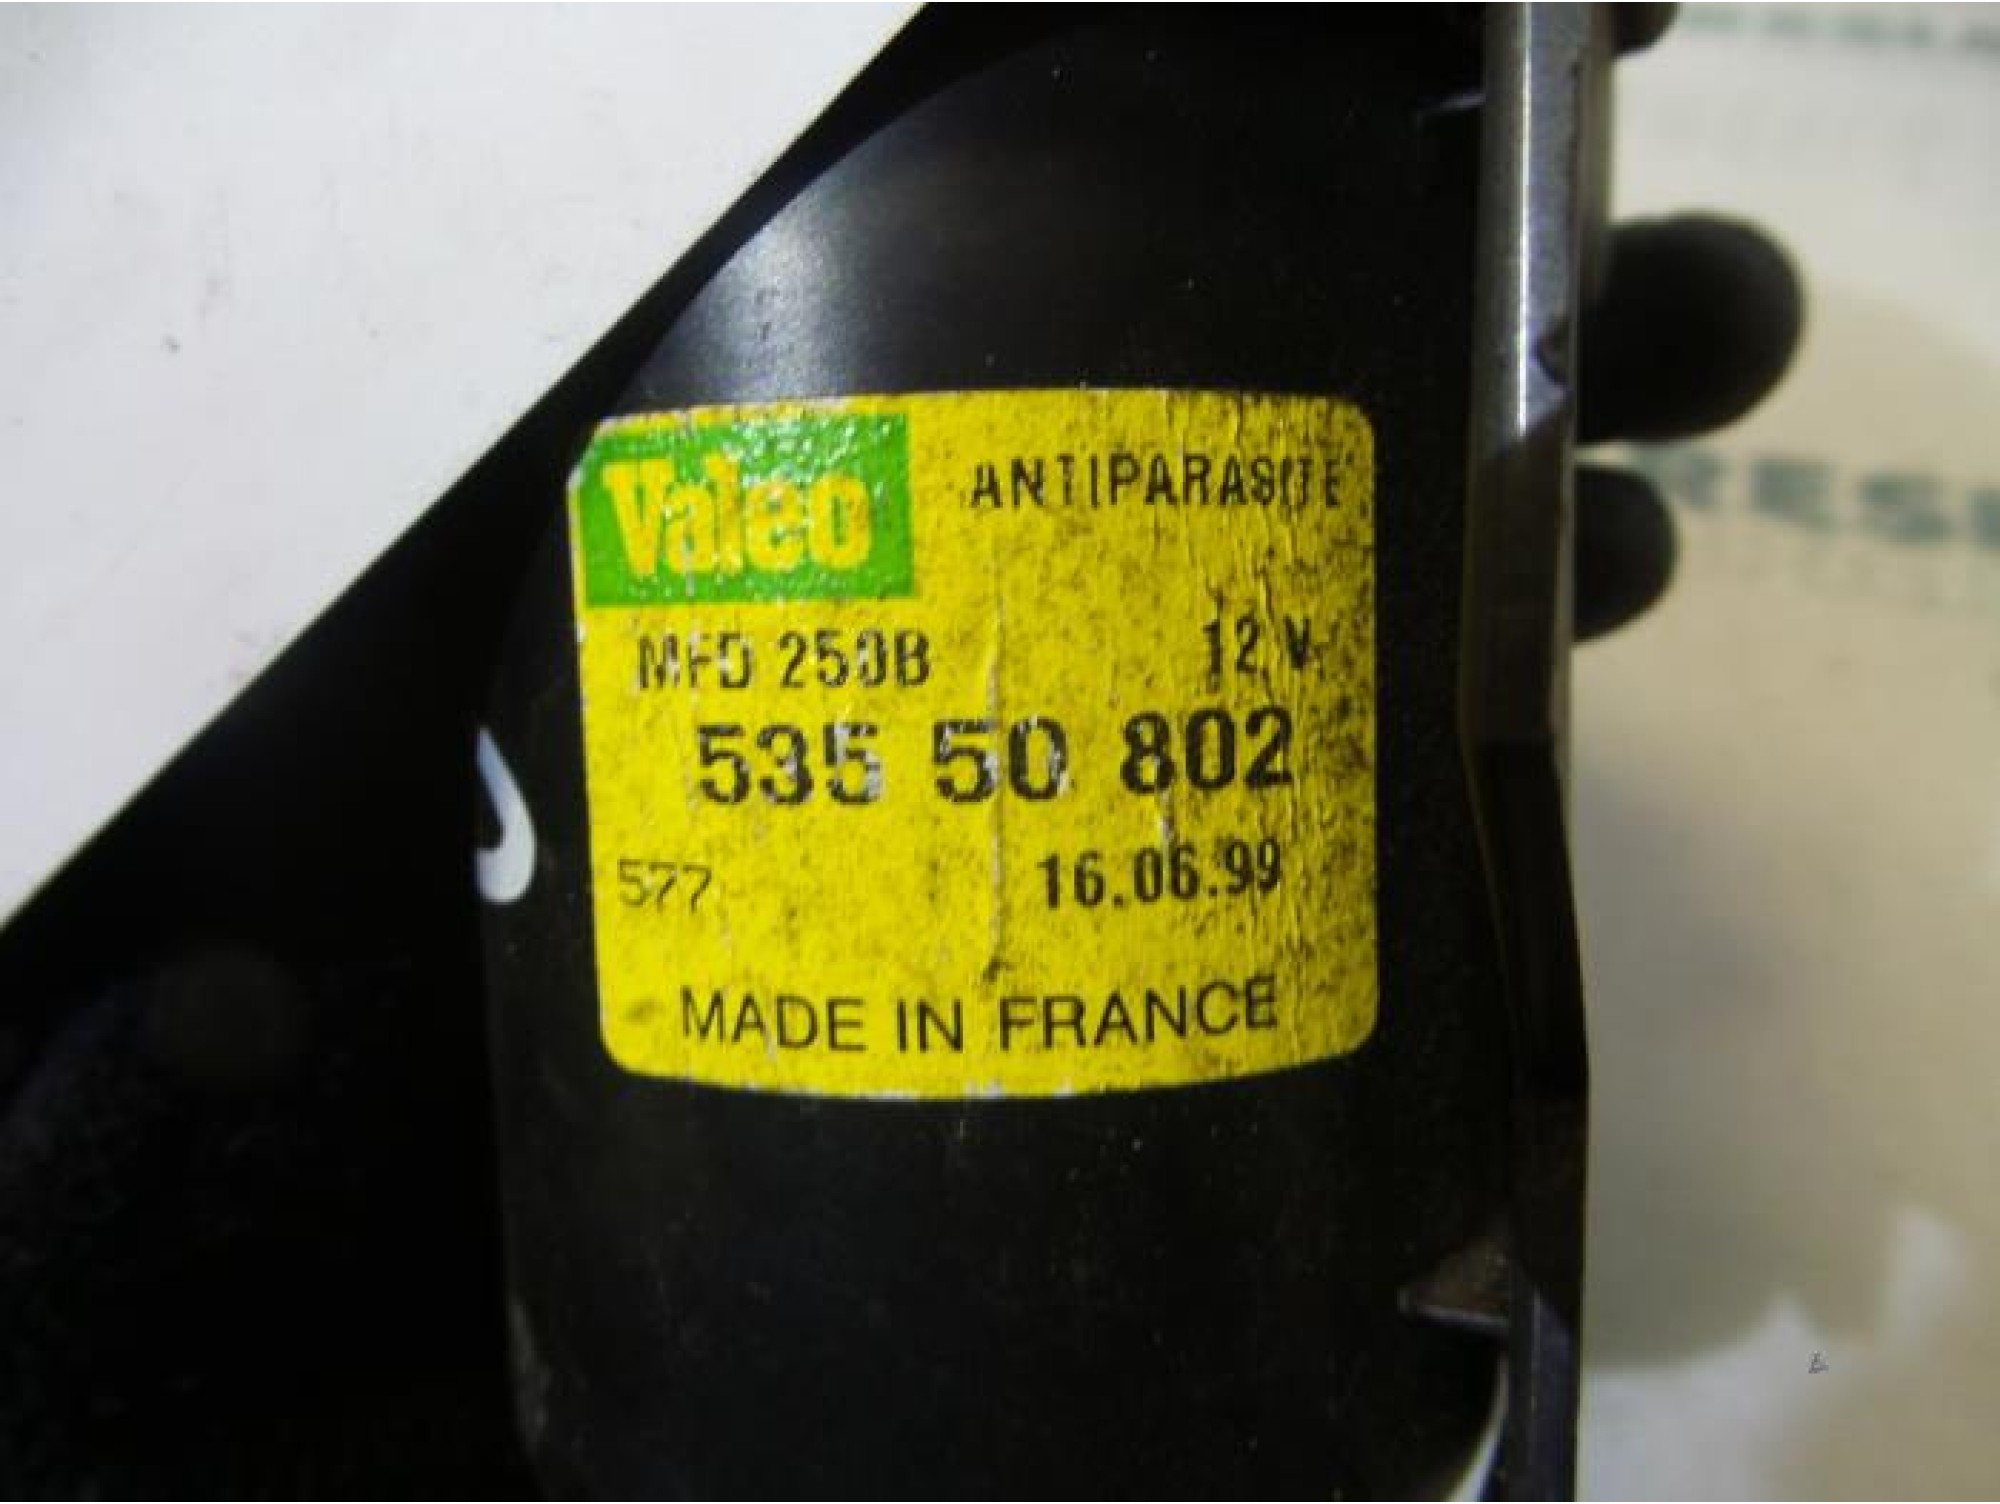 Valeo ANTIPARASITE
MFD 250B 12 V
535 50 802
577 16.06.99
MADE IN FRANCE